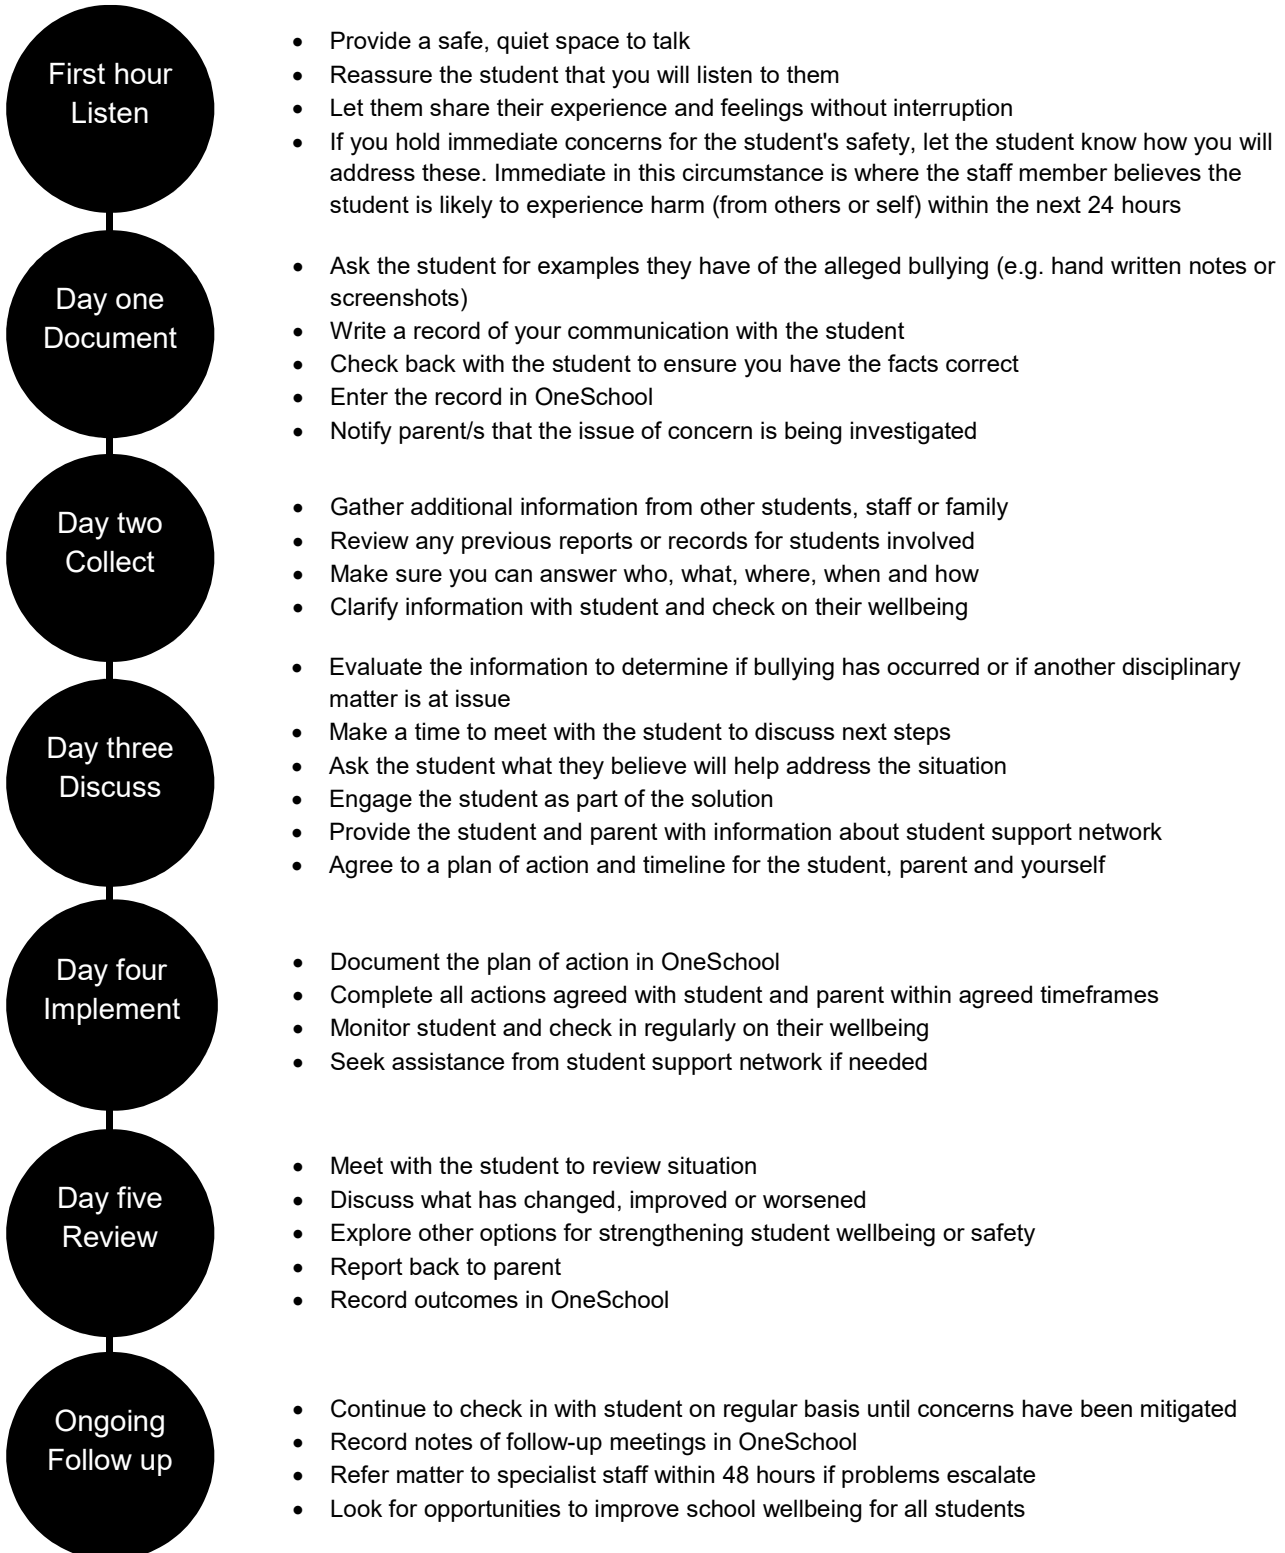 First hour
Listen
• Provide a safe, quiet space to talk
• Reassure the student that you will listen to them
• Let them share their experience and feelings without interruption
• If you hold immediate concerns for the student's safety, let the student know how you will
address these. Immediate in this circumstance is where the staff member believes the
student is likely to experience harm (from others or self) within the next 24 hours
Day one
Document
• Ask the student for examples they have of the alleged bullying (e.g. hand written notes or
screenshots)
• Write a record of your communication with the student
• Check back with the student to ensure you have the facts correct
• Enter the record in OneSchool
• Notify parent/s that the issue of concern is being investigated
Day two
Collect
• Gather additional information from other students, staff or family
• Review any previous reports or records for students involved
• Make sure you can answer who, what, where, when and how
• Clarify information with student and check on their wellbeing
Day three
Discuss
• Evaluate the information to determine if bullying has occurred or if another disciplinary
matter is at issue
• Make a time to meet with the student to discuss next steps
• Ask the student what they believe will help address the situation
• Engage the student as part of the solution
• Provide the student and parent with information about student support network
• Agree to a plan of action and timeline for the student, parent and yourself
Day four
Implement
• Document the plan of action in OneSchool
• Complete all actions agreed with student and parent within agreed timeframes
• Monitor student and check in regularly on their wellbeing
• Seek assistance from student support network if needed
Day five
Review
• Meet with the student to review situation
• Discuss what has changed, improved or worsened
• Explore other options for strengthening student wellbeing or safety
• Report back to parent
• Record outcomes in OneSchool
Ongoing
Follow up
• Continue to check in with student on regular basis until concerns have been mitigated
• Record notes of follow-up meetings in OneSchool
• Refer matter to specialist staff within 48 hours if problems escalate
• Look for opportunities to improve school wellbeing for all students